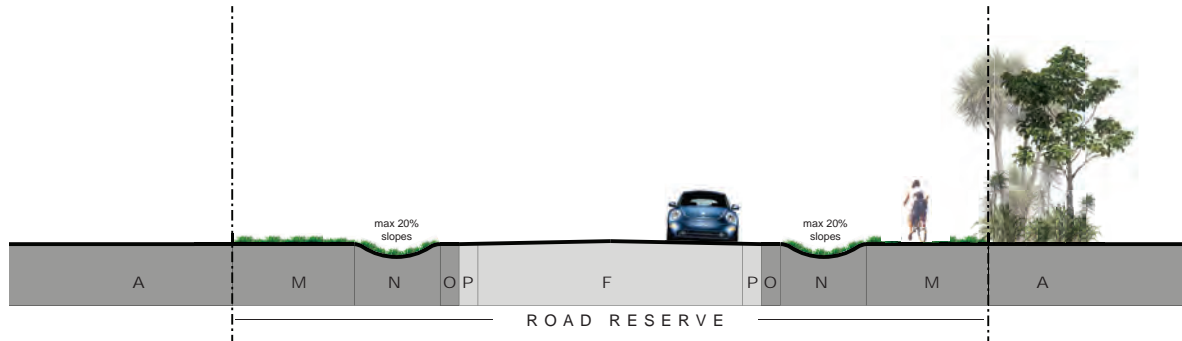 max 20%
slopes
max 20%
slopes
A M N O P F P O N M A
ROAD RESERVE